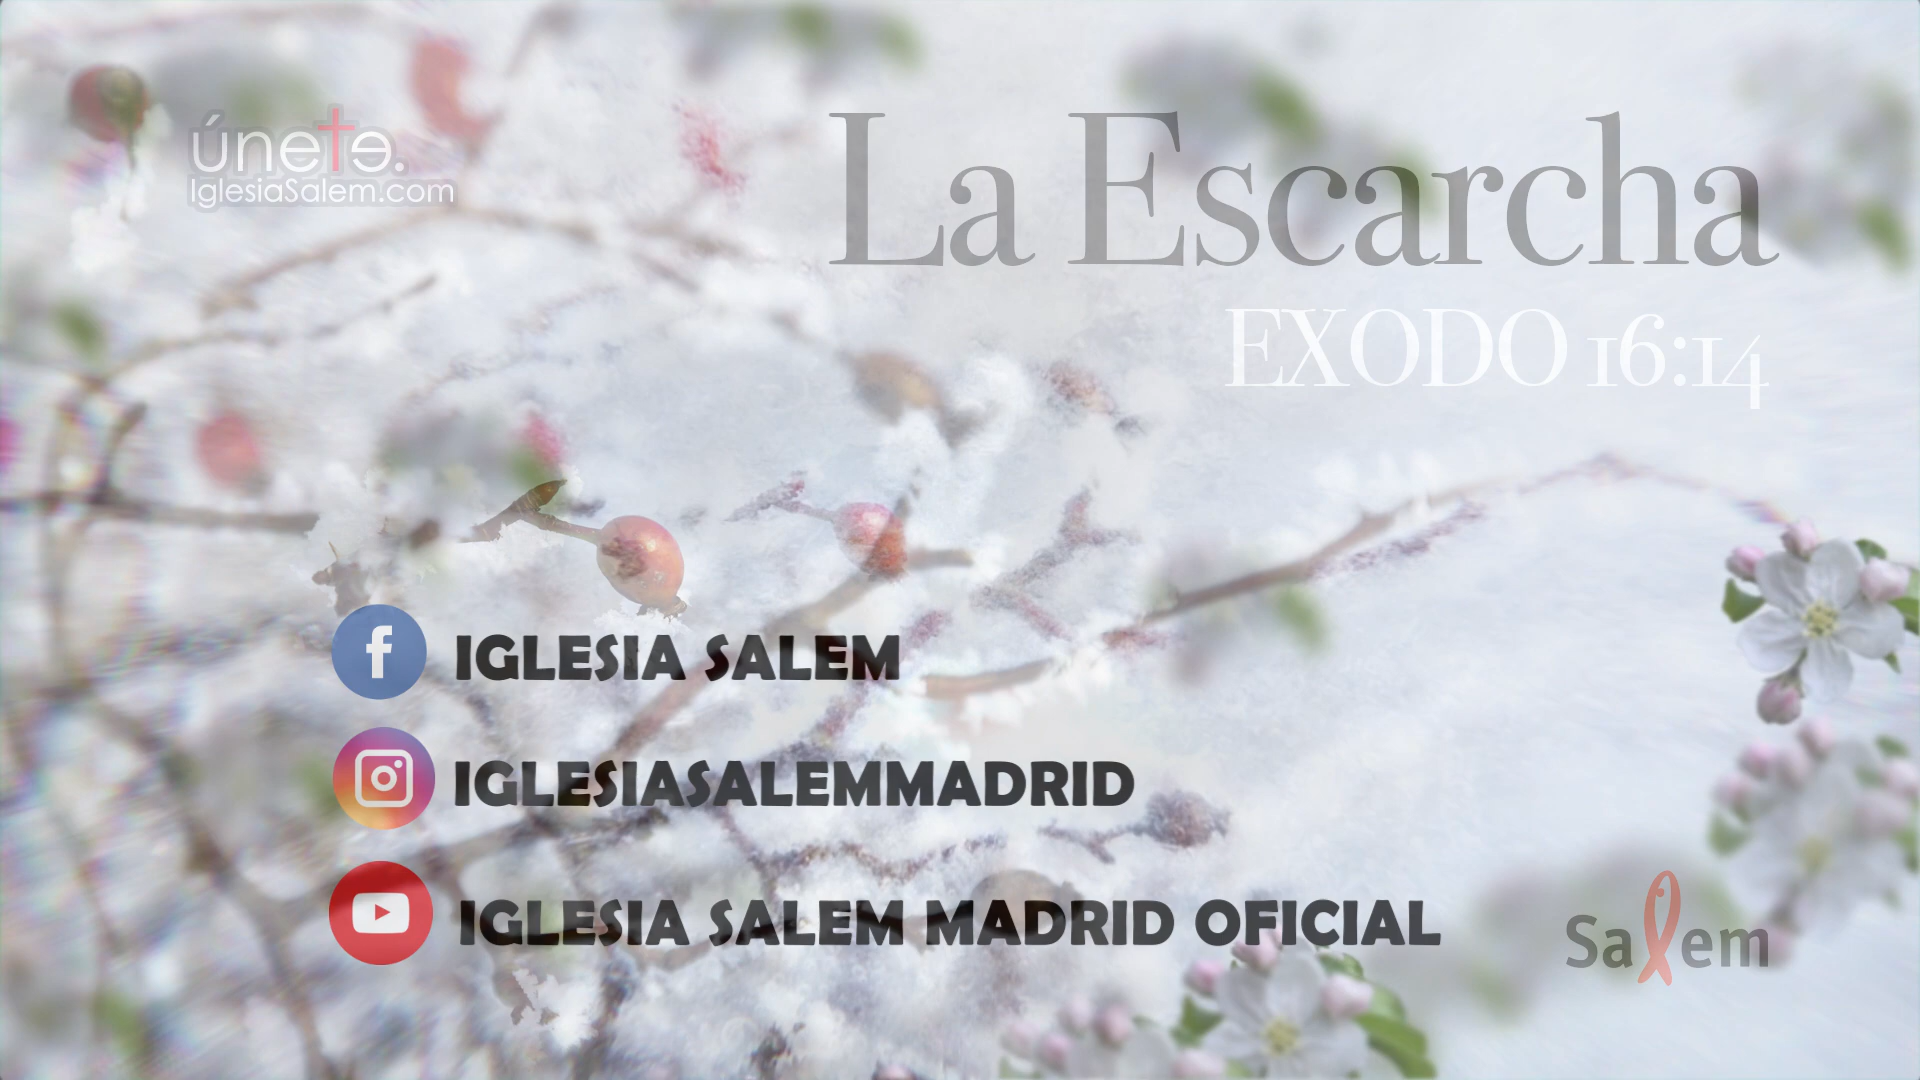 únete.
IglesiaSalem.com
La Escarcha
EXODO 16:14
IGLESIA SALEM
IGLESIASALEMMADRID
IGLESIA SALEM MADRID OFICIAL
Salem